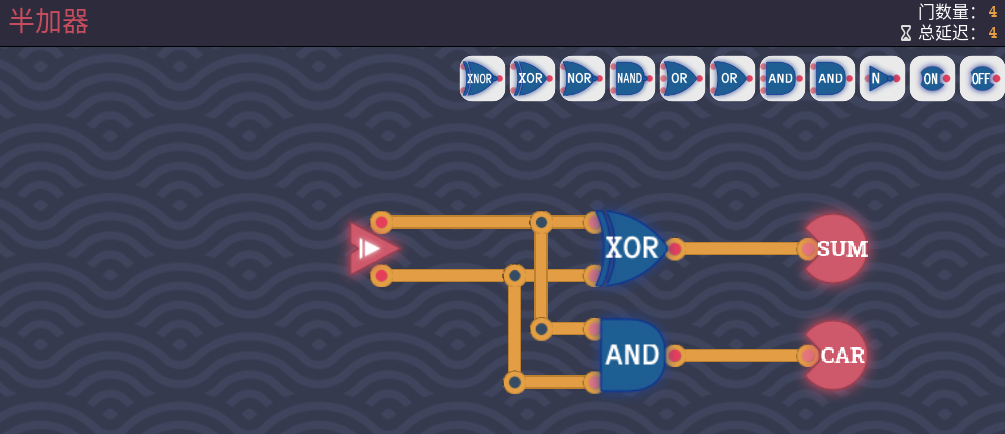 半加器
门数量: 4
总延迟: 4
XNOR XOR NOR NAND OR OR AND AND N ON OFF
XOR SUM
AND CAR